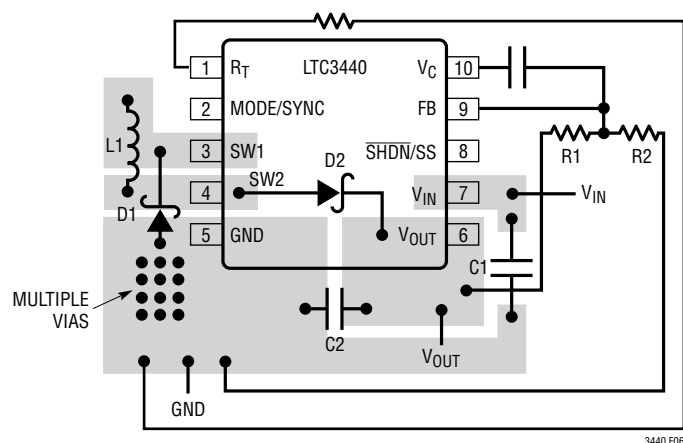 LTC3440
1 RT VC 10
2 MODE/SYNC FB 9
3 SW1 SHDN/SS 8
4 SW2 VIN 7
5 GND VOUT 6
L1
D1
D2
R1
R2
VIN
C1
C2
MULTIPLE
VIAS
VOUT
GND
3440 F06